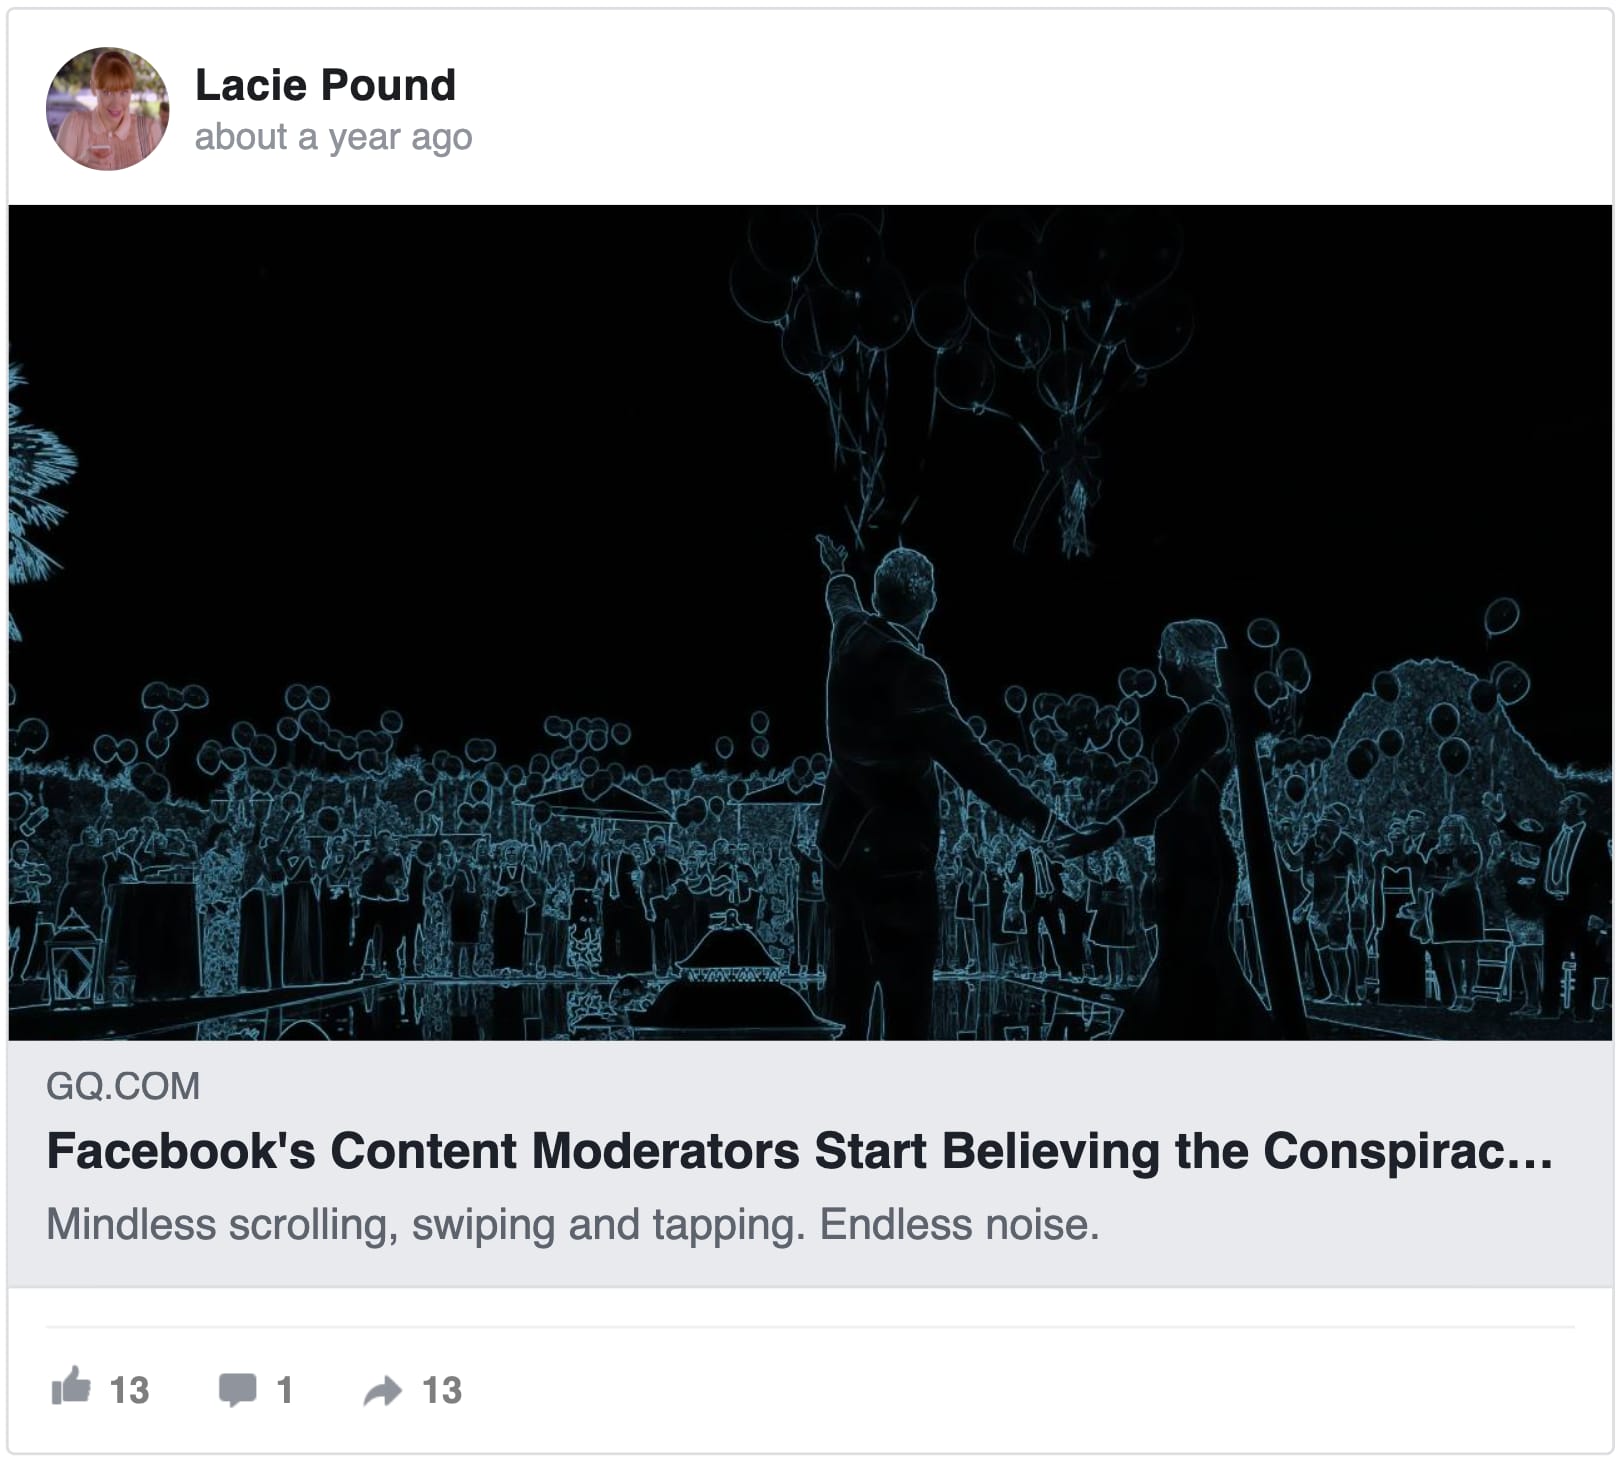 Lacie Pound
about a year ago
GQ.COM
Facebook's Content Moderators Start Believing the Conspirac...
Mindless scrolling, swiping and tapping. Endless noise.
13
1
13